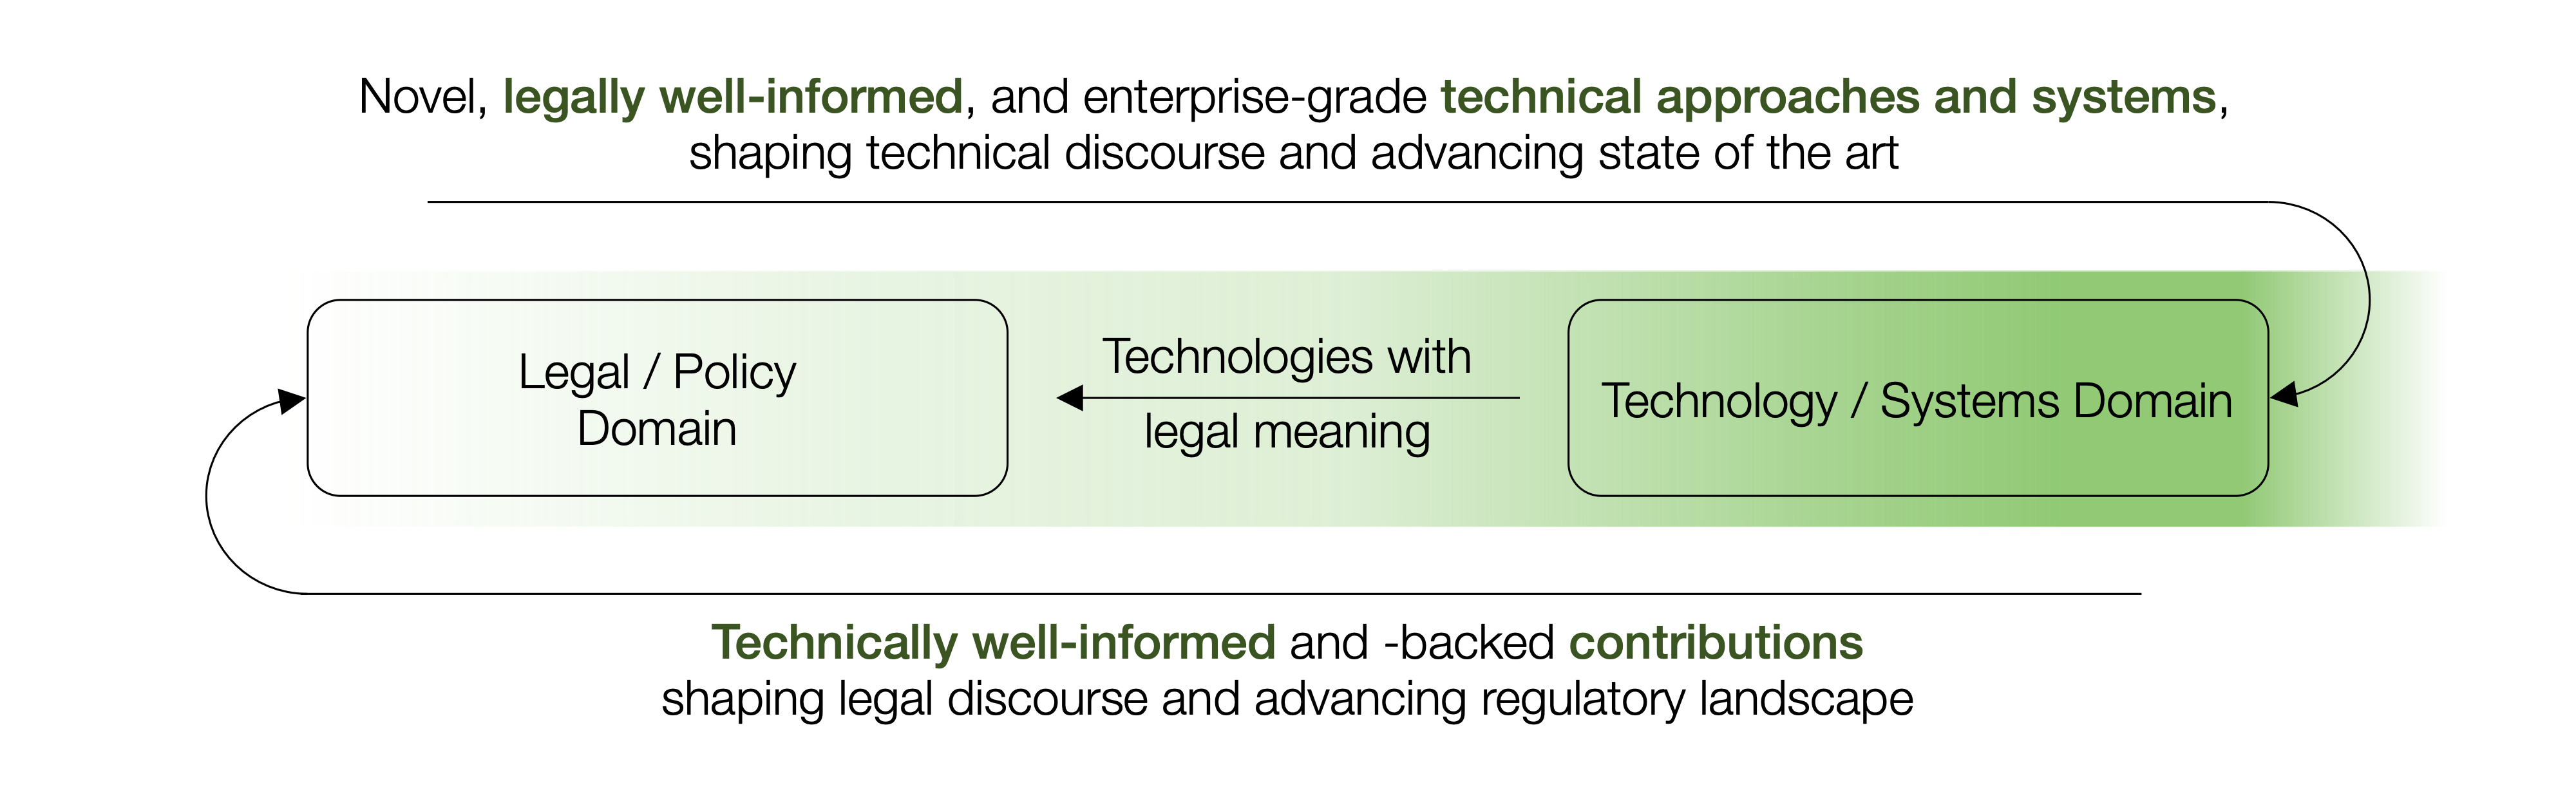 Novel, legally well-informed, and enterprise-grade technical approaches and systems,
shaping technical discourse and advancing state of the art
Legal / Policy
Domain
Technologies with
legal meaning
Technology / Systems Domain
Technically well-informed and -backed contributions
shaping legal discourse and advancing regulatory landscape